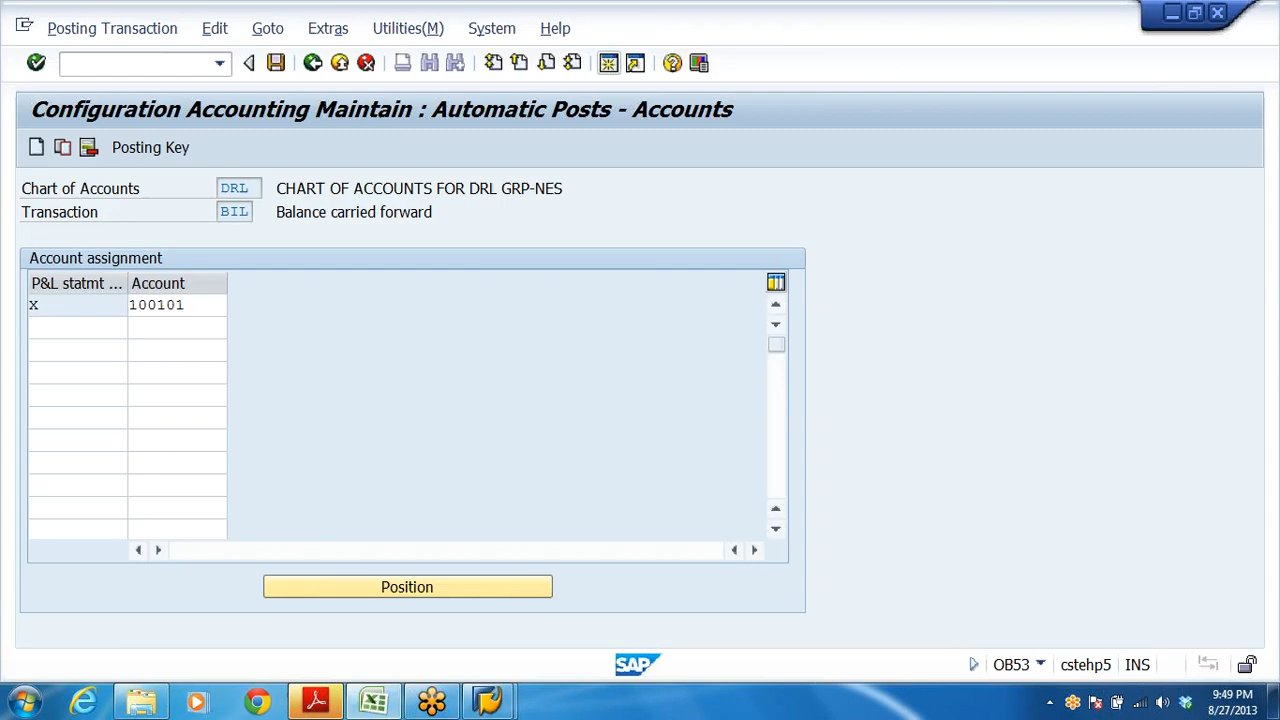 Posting Transaction Edit Goto Extras Utilities(M) System Help
Configuration Accounting Maintain : Automatic Posts - Accounts
Posting Key
Chart of Accounts DRL CHART OF ACCOUNTS FOR DRL GRP-NES
Transaction BIL Balance carried forward
Account assignment
P&L statmt ... Account
X 100101
Position
SAP
OB53 cstehp5 INS
9:49 PM
8/27/2013